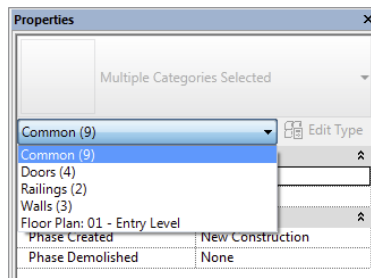 Properties
Multiple Categories Selected
Common (9)
Edit Type
Common (9)
Doors (4)
Railings (2)
Walls (3)
Floor Plan: 01 - Entry Level
Phase Created New Construction
Phase Demolished None